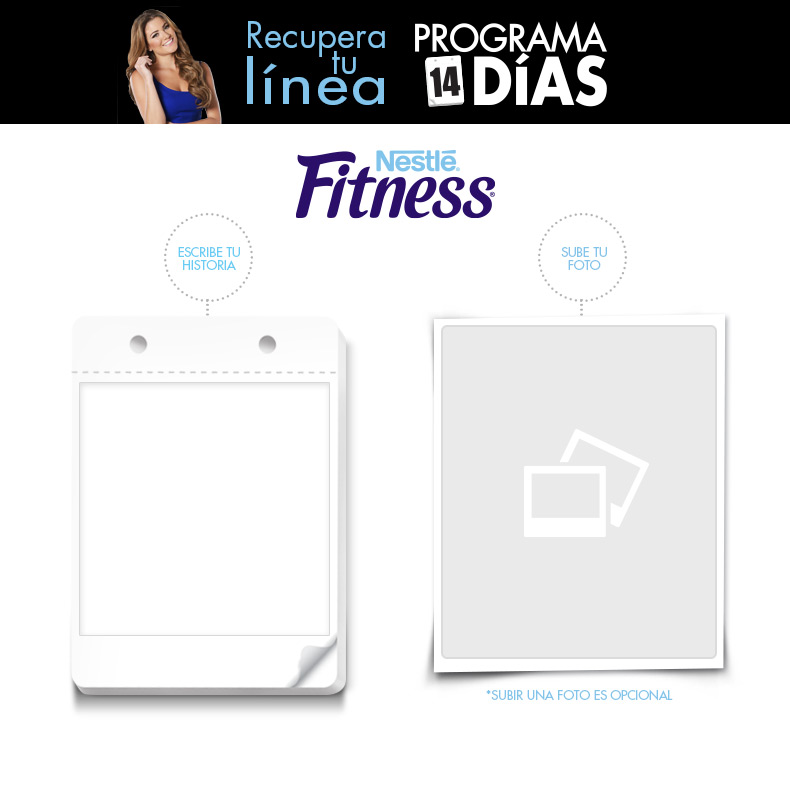 Recupera
tu
línea
PROGRAMA
14 DÍAS
Nestlé®
Fitness®
ESCRIBE TU
HISTORIA
SUBE TU
FOTO
*SUBIR UNA FOTO ES OPCIONAL